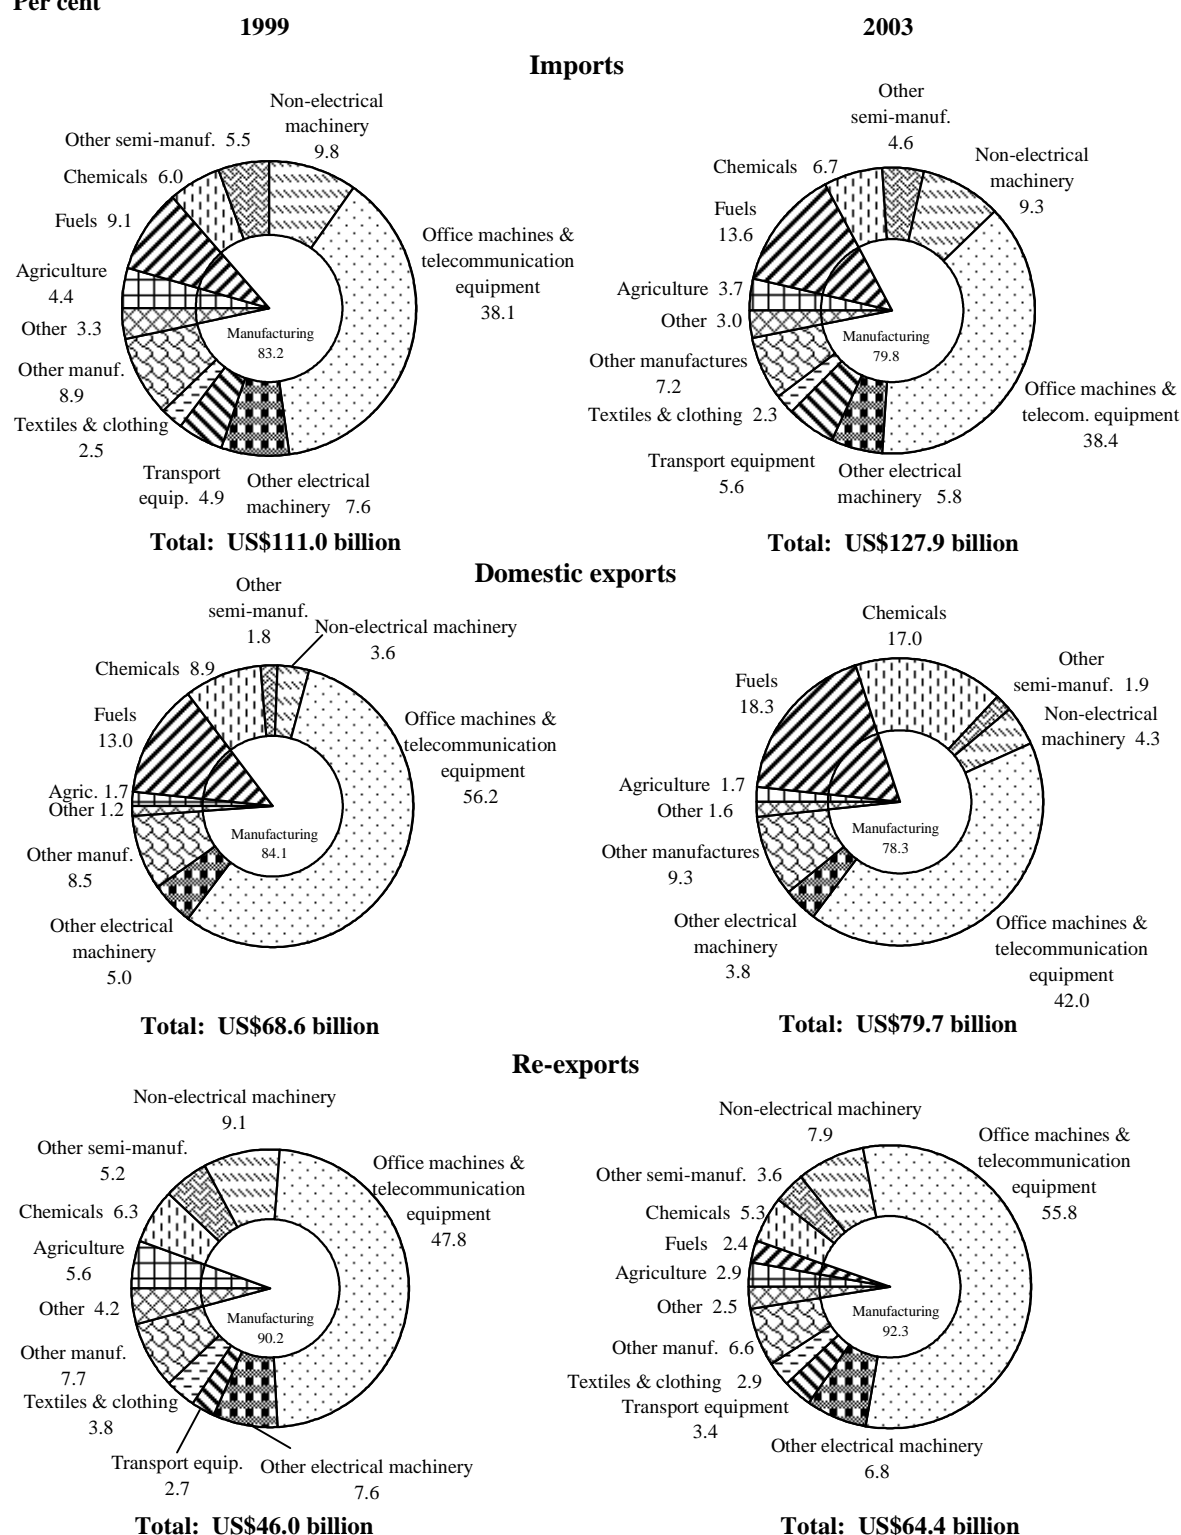 Per cent
1999
2003
Imports
Non-electrical
machinery
9.8
Other semi-manuf. 5.5
Chemicals 6.0
Fuels 9.1
Agriculture
4.4
Other 3.3
Other manuf.
8.9
Textiles & clothing
2.5
Transport
equip. 4.9
Other electrical
machinery 7.6
Office machines &
telecommunication
equipment
38.1
Manufacturing
83.2
Total: US$111.0 billion
Other
semi-manuf.
4.6
Non-electrical
machinery
9.3
Chemicals 6.7
Fuels
13.6
Agriculture 3.7
Other 3.0
Other manufactures
7.2
Textiles & clothing 2.3
Transport equipment
5.6
Other electrical
machinery 5.8
Office machines &
telecom. equipment
38.4
Manufacturing
79.8
Total: US$127.9 billion
Domestic exports
Other
semi-manuf.
1.8
Non-electrical machinery
3.6
Chemicals 8.9
Fuels
13.0
Agric. 1.7
Other 1.2
Other manuf.
8.5
Other electrical
machinery
5.0
Office machines &
telecommunication
equipment
56.2
Manufacturing
84.1
Total: US$68.6 billion
Chemicals
17.0
Other
semi-manuf. 1.9
Non-electrical
machinery 4.3
Fuels
18.3
Agriculture 1.7
Other 1.6
Other manufactures
9.3
Other electrical
machinery
3.8
Office machines &
telecommunication
equipment
42.0
Manufacturing
78.3
Total: US$79.7 billion
Re-exports
Non-electrical machinery
9.1
Other semi-manuf.
5.2
Chemicals 6.3
Agriculture
5.6
Other 4.2
Other manuf.
7.7
Textiles & clothing
3.8
Transport equip.
2.7
Other electrical machinery
7.6
Office machines &
telecommunication
equipment
47.8
Manufacturing
90.2
Total: US$46.0 billion
Non-electrical machinery
7.9
Other semi-manuf. 3.6
Chemicals 5.3
Fuels 2.4
Agriculture 2.9
Other 2.5
Other manuf. 6.6
Textiles & clothing 2.9
Transport equipment
3.4
Other electrical machinery
6.8
Office machines &
telecommunication
equipment
55.8
Manufacturing
92.3
Total: US$64.4 billion